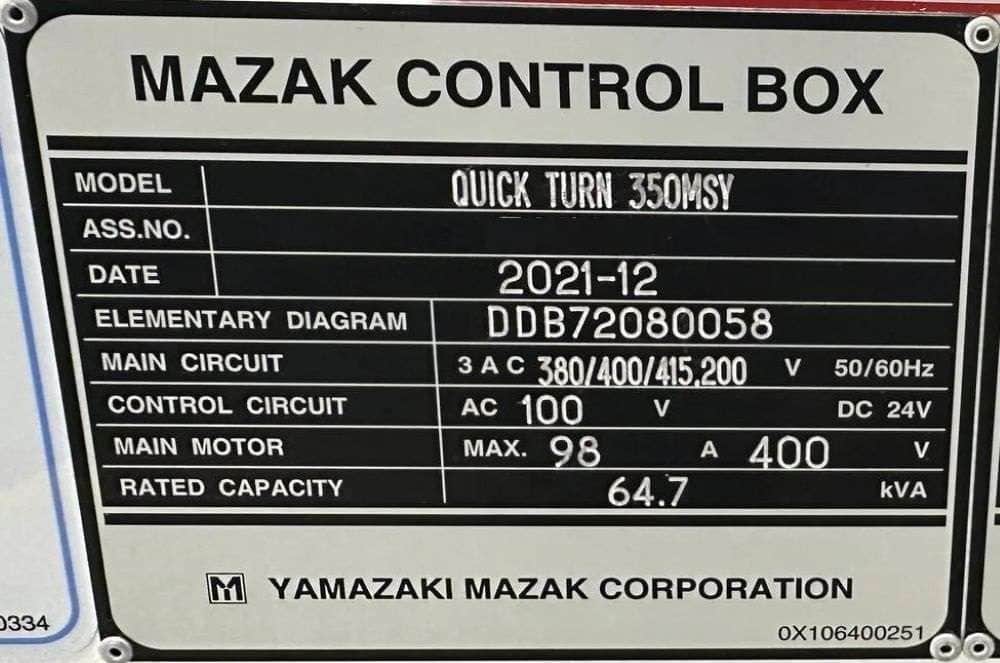 MAZAK CONTROL BOX
MODEL QUICK TURN 350MSY
ASS.NO.
DATE 2021-12
ELEMENTARY DIAGRAM DDB72080058
MAIN CIRCUIT 3 AC 380/400/415.200 V 50/60Hz
CONTROL CIRCUIT AC 100 V DC 24V
MAIN MOTOR MAX. 98 A 400 V
RATED CAPACITY 64.7 kVA
M YAMAZAKI MAZAK CORPORATION
0X106400251
0334